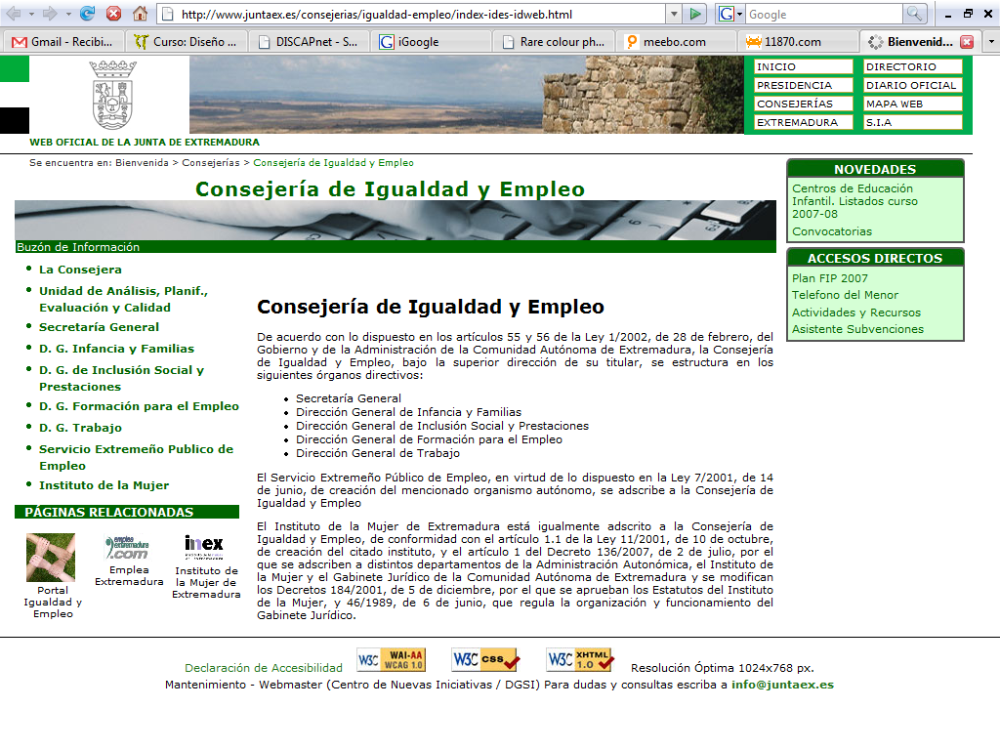 http://www.juntaex.es/consejerias/igualdad-empleo/index-ides-idweb.html
Google
Gmail - Recibi...
Curso: Diseño ...
DISCAPnet - S...
iGoogle
Rare colour ph...
meebo.com
11870.com
Bienvenid...
INICIO
DIRECTORIO
PRESIDENCIA
DIARIO OFICIAL
CONSEJERÍAS
MAPA WEB
EXTREMADURA
S.I.A
WEB OFICIAL DE LA JUNTA DE EXTREMADURA
Se encuentra en: Bienvenida > Consejerías > Consejería de Igualdad y Empleo
Consejería de Igualdad y Empleo
Buzón de Información
La Consejera
Unidad de Análisis, Planif.,
Evaluación y Calidad
Secretaría General
D. G. Infancia y Familias
D. G. de Inclusión Social y
Prestaciones
D. G. Formación para el Empleo
D. G. Trabajo
Servicio Extremeño Publico de
Empleo
Instituto de la Mujer
PÁGINAS RELACIONADAS
emplea
extremadura
.com
inex
Portal
Igualdad y
Empleo
Emplea
Extremadura
Instituto de
la Mujer de
Extremadura
Consejería de Igualdad y Empleo
De acuerdo con lo dispuesto en los artículos 55 y 56 de la Ley 1/2002, de 28 de febrero, del
Gobierno y de la Administración de la Comunidad Autónoma de Extremadura, la Consejería
de Igualdad y Empleo, bajo la superior dirección de su titular, se estructura en los
siguientes órganos directivos:
Secretaría General
Dirección General de Infancia y Familias
Dirección General de Inclusión Social y Prestaciones
Dirección General de Formación para el Empleo
Dirección General de Trabajo
El Servicio Extremeño Público de Empleo, en virtud de lo dispuesto en la Ley 7/2001, de 14
de junio, de creación del mencionado organismo autónomo, se adscribe a la Consejería de
Igualdad y Empleo
El Instituto de la Mujer de Extremadura está igualmente adscrito a la Consejería de
Igualdad y Empleo, de conformidad con el artículo 1.1 de la Ley 11/2001, de 10 de octubre,
de creación del citado instituto, y el artículo 1 del Decreto 136/2007, de 2 de julio, por el
que se adscriben a distintos departamentos de la Administración Autonómica, el Instituto de
la Mujer y el Gabinete Jurídico de la Comunidad Autónoma de Extremadura y se modifican
los Decretos 184/2001, de 5 de diciembre, por el que se aprueban los Estatutos del Instituto
de la Mujer, y 46/1989, de 6 de junio, que regula la organización y funcionamiento del
Gabinete Jurídico.
NOVEDADES
Centros de Educación
Infantil. Listados curso
2007-08
Convocatorias
ACCESOS DIRECTOS
Plan FIP 2007
Telefono del Menor
Actividades y Recursos
Asistente Subvenciones
Declaración de Accesibilidad
W3C WAI-AA WCAG 1.0
W3C CSS
W3C XHTML 1.0
Resolución Óptima 1024x768 px.
Mantenimiento - Webmaster (Centro de Nuevas Iniciativas / DGSI) Para dudas y consultas escriba a info@juntaex.es